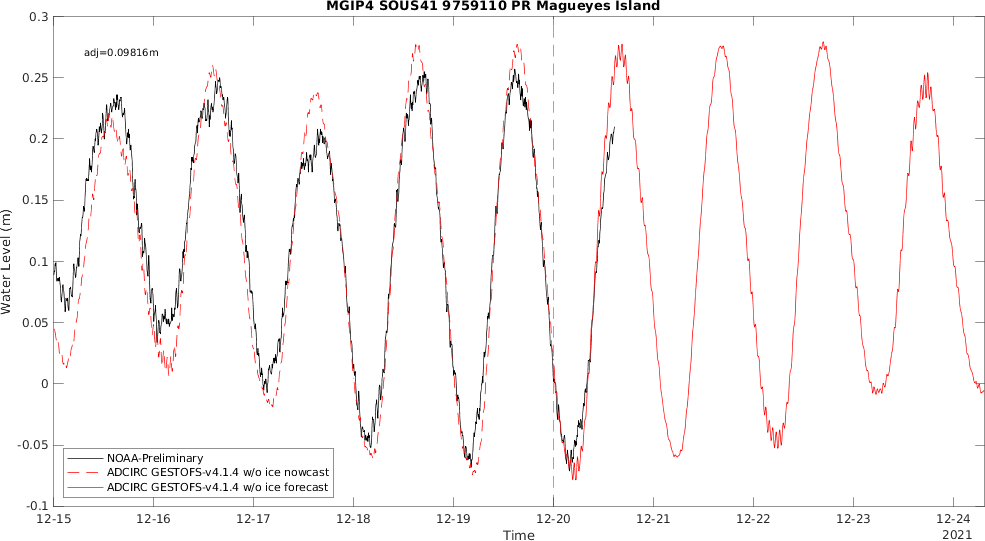 MGIP4 SOUS41 9759110 PR Magueyes Island
adj=0.09816m
0.3
0.25
0.2
0.15
0.1
0.05
0
-0.05
-0.1
Water Level (m)
NOAA-Preliminary
ADCIRC GESTOFS-v4.1.4 w/o ice nowcast
ADCIRC GESTOFS-v4.1.4 w/o ice forecast
12-15 12-16 12-17 12-18 12-19 12-20 12-21 12-22 12-23 12-24
Time 2021